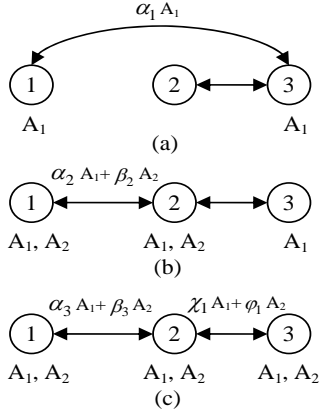 α₁ A₁
1 2 3
A₁ A₁
(a)
α₂ A₁+ β₂ A₂
1 2 3
A₁, A₂ A₁, A₂ A₁
(b)
α₃ A₁+ β₃ A₂ χ₁ A₁+ φ₁ A₂
1 2 3
A₁, A₂ A₁, A₂ A₁, A₂
(c)